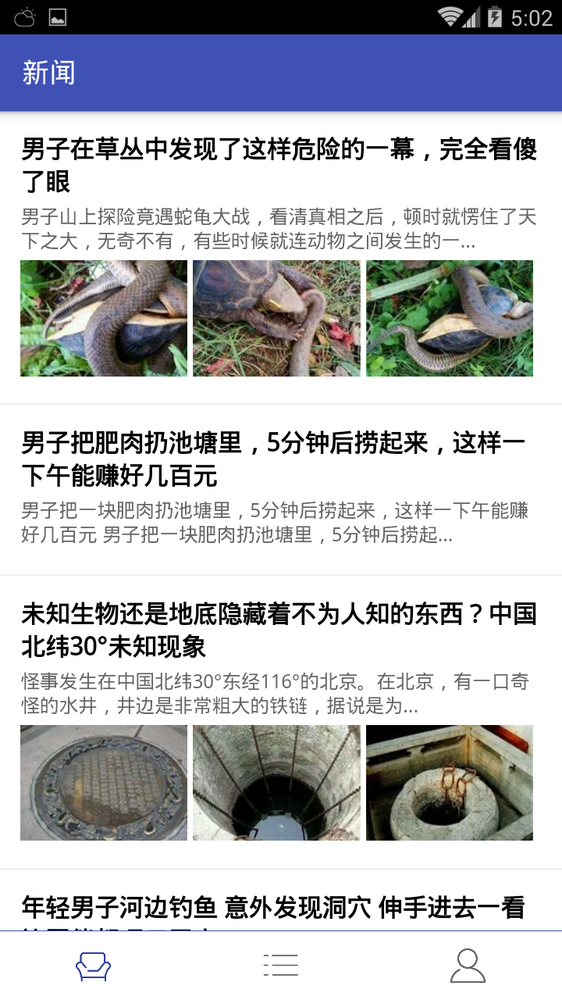 5:02
新闻
男子在草丛中发现了这样危险的一幕，完全看傻
了眼
男子山上探险竟遇蛇龟大战，看清真相之后，顿时就愣住了天
下之大，无奇不有，有些时候就连动物之间发生的一...
男子把肥肉扔池塘里，5分钟后捞起来，这样一
下午能赚好几百元
男子把一块肥肉扔池塘里，5分钟后捞起来，这样一下午能赚
好几百元 男子把一块肥肉扔池塘里，5分钟后捞起...
未知生物还是地底隐藏着不为人知的东西？中国
北纬30°未知现象
怪事发生在中国北纬30°东经116°的北京。在北京，有一口奇
怪的水井，井边是非常粗大的铁链，据说是为...
年轻男子河边钓鱼 意外发现洞穴 伸手进去一看